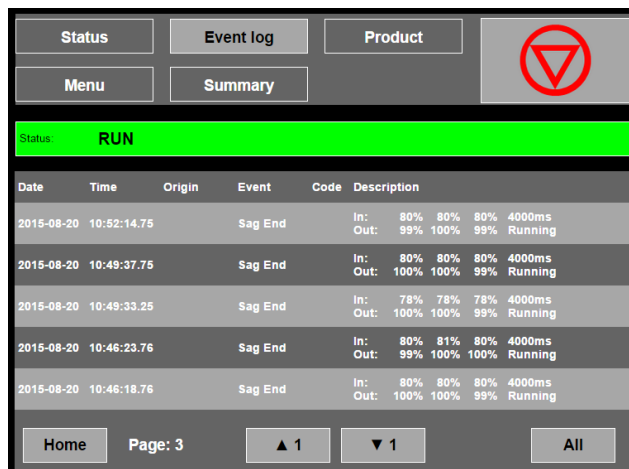 Status Event log Product
Menu Summary
Status: RUN
Date Time Origin Event Code Description
2015-08-20 10:52:14.75 Sag End In: 80% 80% 80% 4000ms
Out: 99% 100% 99% Running
2015-08-20 10:49:37.75 Sag End In: 80% 80% 80% 4000ms
Out: 100% 100% 99% Running
2015-08-20 10:49:33.25 Sag End In: 78% 78% 78% 4000ms
Out: 100% 100% 99% Running
2015-08-20 10:46:23.76 Sag End In: 80% 81% 80% 4000ms
Out: 99% 100% 100% Running
2015-08-20 10:46:18.76 Sag End In: 80% 80% 80% 4000ms
Out: 100% 100% 99% Running
Home Page: 3 ▲ 1 ▼ 1 All